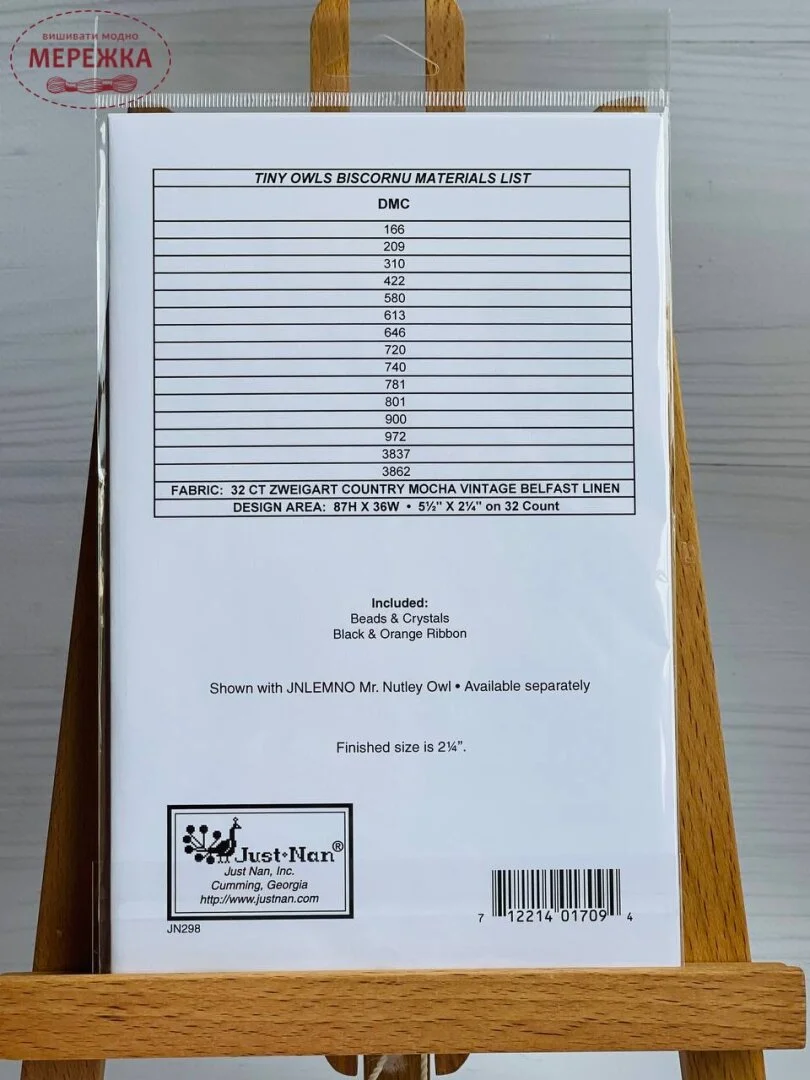 вишивати модно
МЕРЕЖКА
TINY OWLS BISCORNU MATERIALS LIST
DMC
166
209
310
422
580
613
646
720
740
781
801
900
972
3837
3862
FABRIC: 32 CT ZWEIGART COUNTRY MOCHA VINTAGE BELFAST LINEN
DESIGN AREA: 87H X 36W • 5½" X 2¼" on 32 Count
Included:
Beads & Crystals
Black & Orange Ribbon
Shown with JNLEMNO Mr. Nutley Owl • Available separately
Finished size is 2¼”.
Just•Nan®
Just Nan, Inc.
Cumming, Georgia
http://www.justnan.com
JN298
7 12214 01709 4